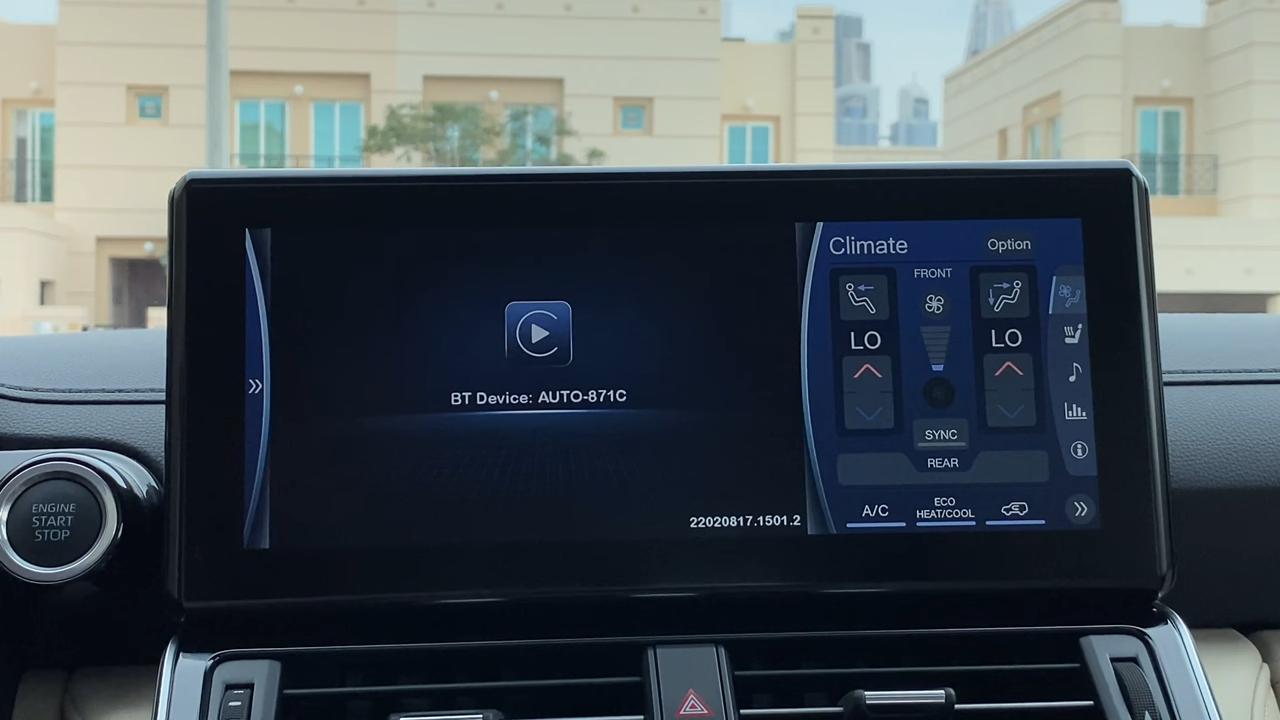 Climate
Option
FRONT
LO
LO
BT Device: AUTO-871C
SYNC
REAR
ENGINE
START
STOP
A/C
ECO
HEAT/COOL
22020817.1501.2